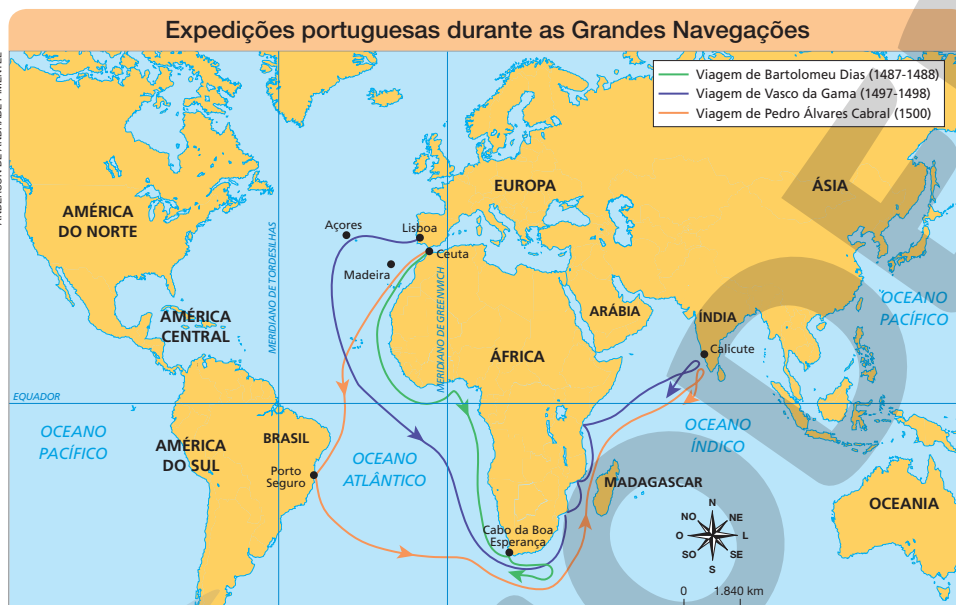 Expedições portuguesas durante as Grandes Navegações
Viagem de Bartolomeu Dias (1487-1488)
Viagem de Vasco da Gama (1497-1498)
Viagem de Pedro Álvares Cabral (1500)
EUROPA
ÁSIA
AMÉRICA
DO NORTE
Açores
Lisboa
Ceuta
Madeira
MERIDIANO DE TORDESILHAS
MERIDIANO DE GREENWICH
AMÉRICA
CENTRAL
ARÁBIA
ÍNDIA
OCEANO
PACÍFICO
Calicute
ÁFRICA
EQUADOR
OCEANO
PACÍFICO
AMÉRICA
DO SUL
BRASIL
Porto
Seguro
OCEANO
ATLÂNTICO
OCEANO
ÍNDICO
MADAGASCAR
OCEANIA
Cabo da Boa
Esperança
N
NO
NE
O
L
SO
SE
S
0 1.840 km